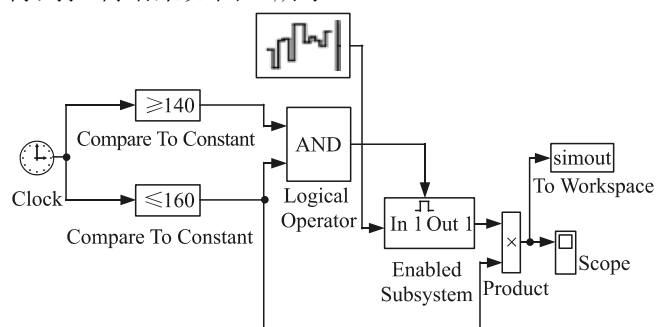 ≥140
Compare To Constant
AND
Clock
≤160
Compare To Constant
Logical
Operator
In 1 Out 1
Enabled
Subsystem
×
Product
simout
To Workspace
Scope